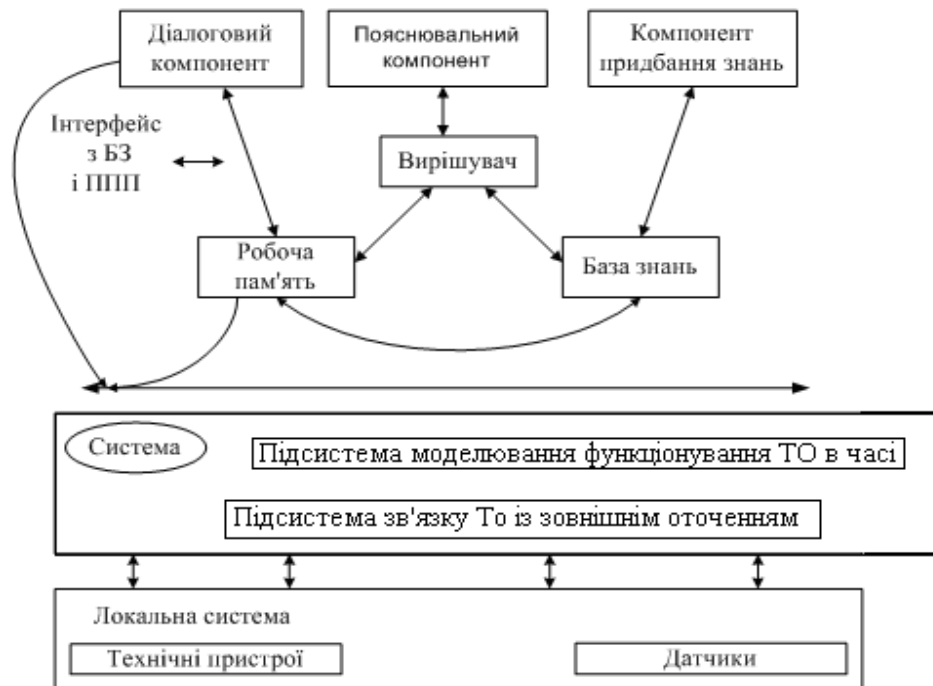 Діалоговий
компонент
Пояснювальний
компонент
Компонент
придбання знань
Інтерфейс
з БЗ
і ППП
Вирішувач
Робоча
пам'ять
База знань
Система
Підсистема моделювання функціонування ТО в часі
Підсистема зв'язку То із зовнішнім оточенням
Локальна система
Технічні пристрої
Датчики